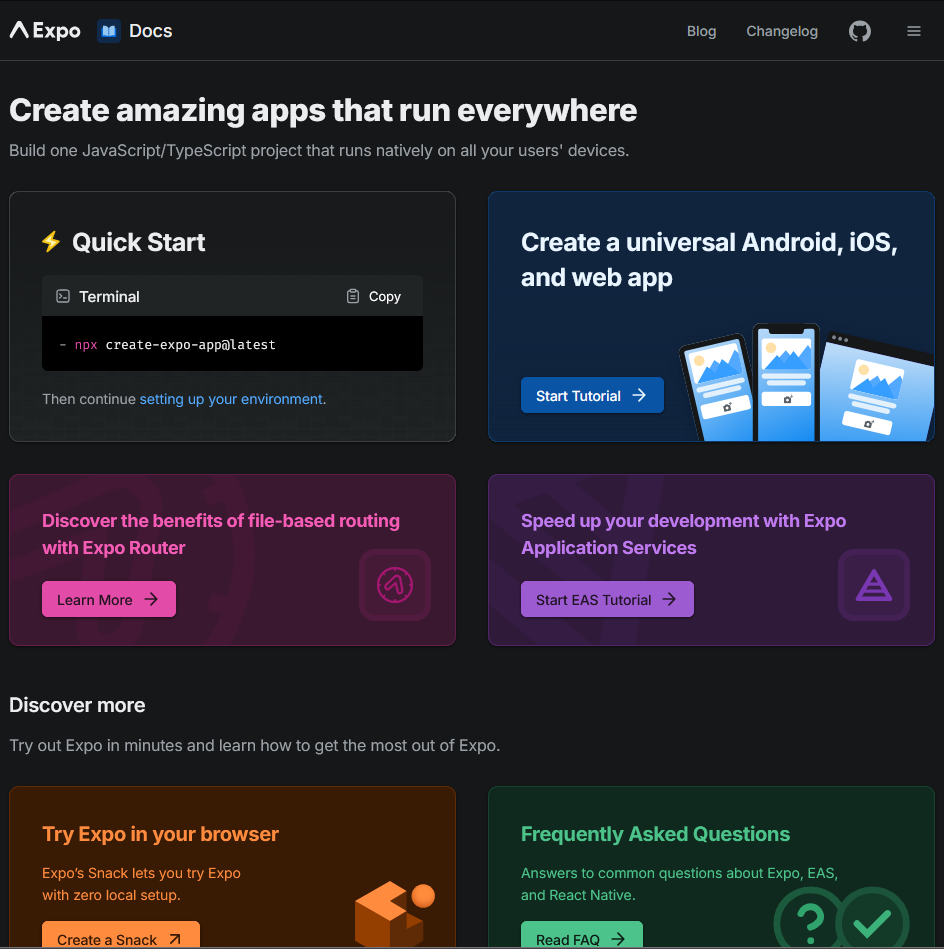 Expo Docs Blog Changelog
Create amazing apps that run everywhere
Build one JavaScript/TypeScript project that runs natively on all your users' devices.
⚡ Quick Start
Terminal Copy
- npx create-expo-app@latest
Then continue setting up your environment.
Create a universal Android, iOS,
and web app
Start Tutorial →
Discover the benefits of file-based routing
with Expo Router
Learn More →
Speed up your development with Expo
Application Services
Start EAS Tutorial →
Discover more
Try out Expo in minutes and learn how to get the most out of Expo.
Try Expo in your browser
Expo’s Snack lets you try Expo
with zero local setup.
Create a Snack ↗
Frequently Asked Questions
Answers to common questions about Expo, EAS,
and React Native.
Read FAQ →